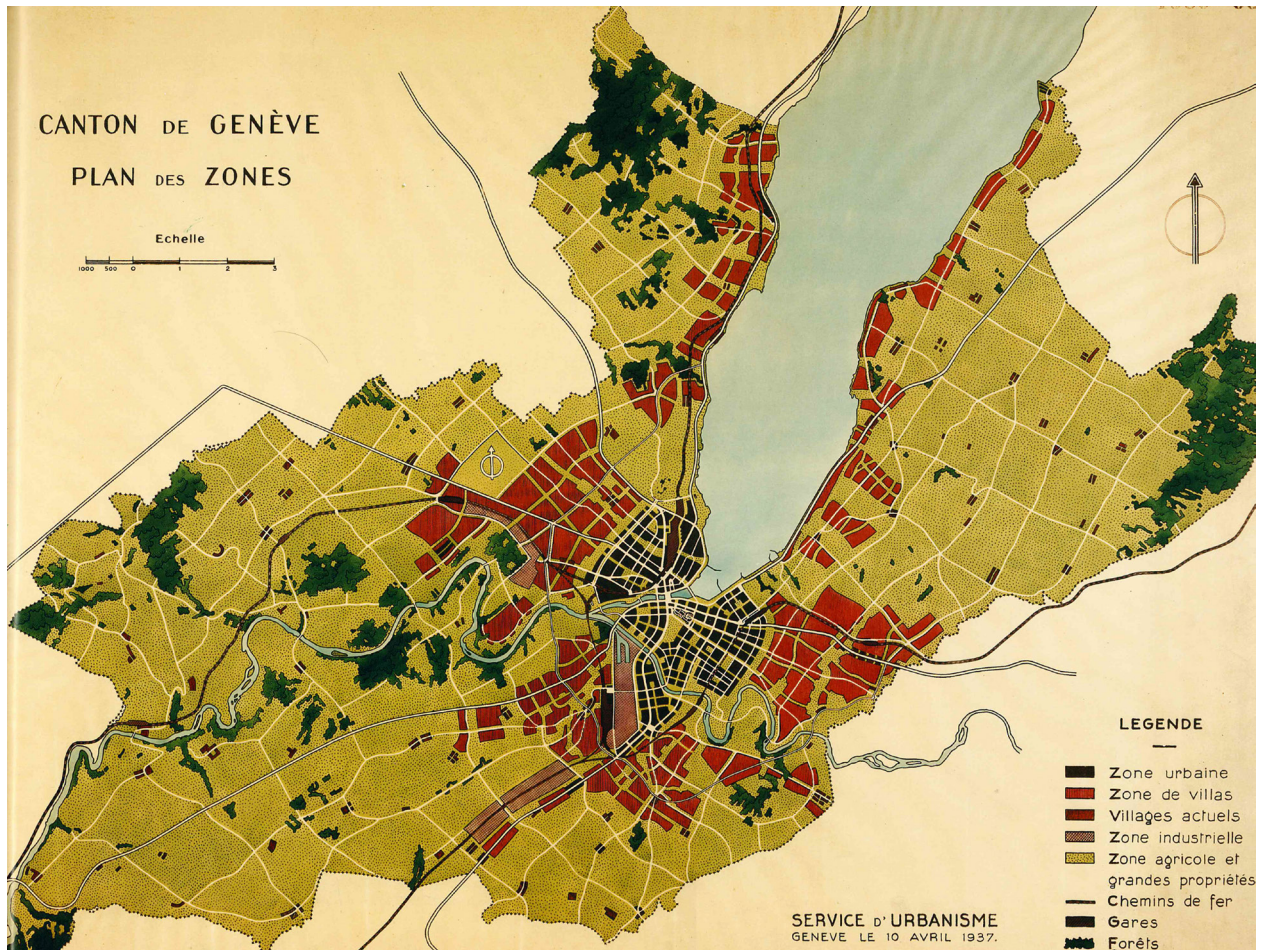 CANTON DE GENÈVE
PLAN DES ZONES
Echelle
1000 500 0 1 2 3
LEGENDE
Zone urbaine
Zone de villas
Villages actuels
Zone industrielle
Zone agricole et
grandes propriétés
Chemins de fer
Gares
Forêts
SERVICE D'URBANISME
GENEVE LE 10 AVRIL 1937.